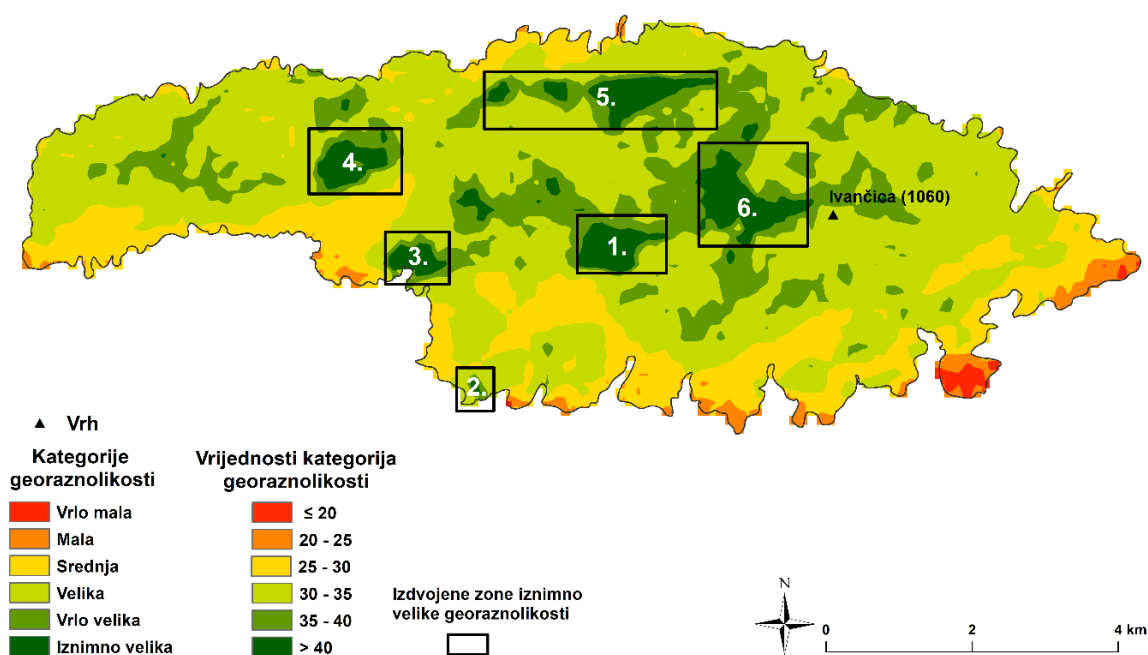 5.
4.
Ivančica (1060)
6.
1.
3.
2.
Vrh
Kategorije
georaznolikosti
Vrlo mala
Mala
Srednja
Velika
Vrlo velika
Iznimno velika
Vrijednosti kategorija
georaznolikosti
≤ 20
20 - 25
25 - 30
30 - 35
35 - 40
> 40
Izdvojene zone iznimno
velike georaznolikosti
N
0 2 4 km